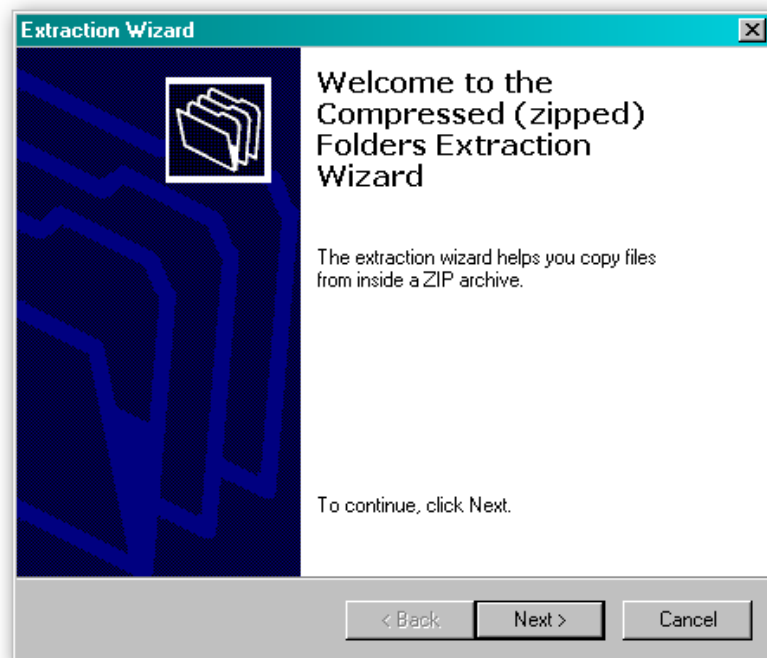 Extraction Wizard
Welcome to the
Compressed (zipped)
Folders Extraction
Wizard
The extraction wizard helps you copy files
from inside a ZIP archive.
To continue, click Next.
< Back
Next >
Cancel